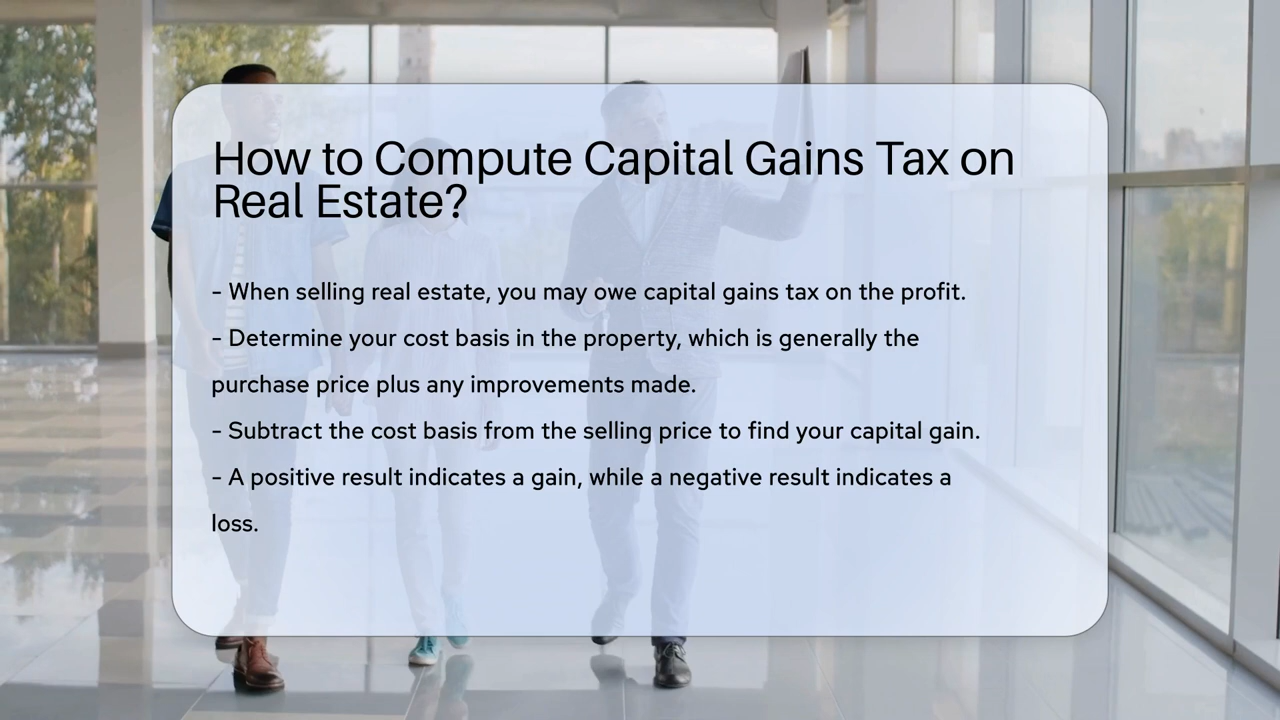 How to Compute Capital Gains Tax on
Real Estate?
- When selling real estate, you may owe capital gains tax on the profit.
- Determine your cost basis in the property, which is generally the
purchase price plus any improvements made.
- Subtract the cost basis from the selling price to find your capital gain.
- A positive result indicates a gain, while a negative result indicates a
loss.